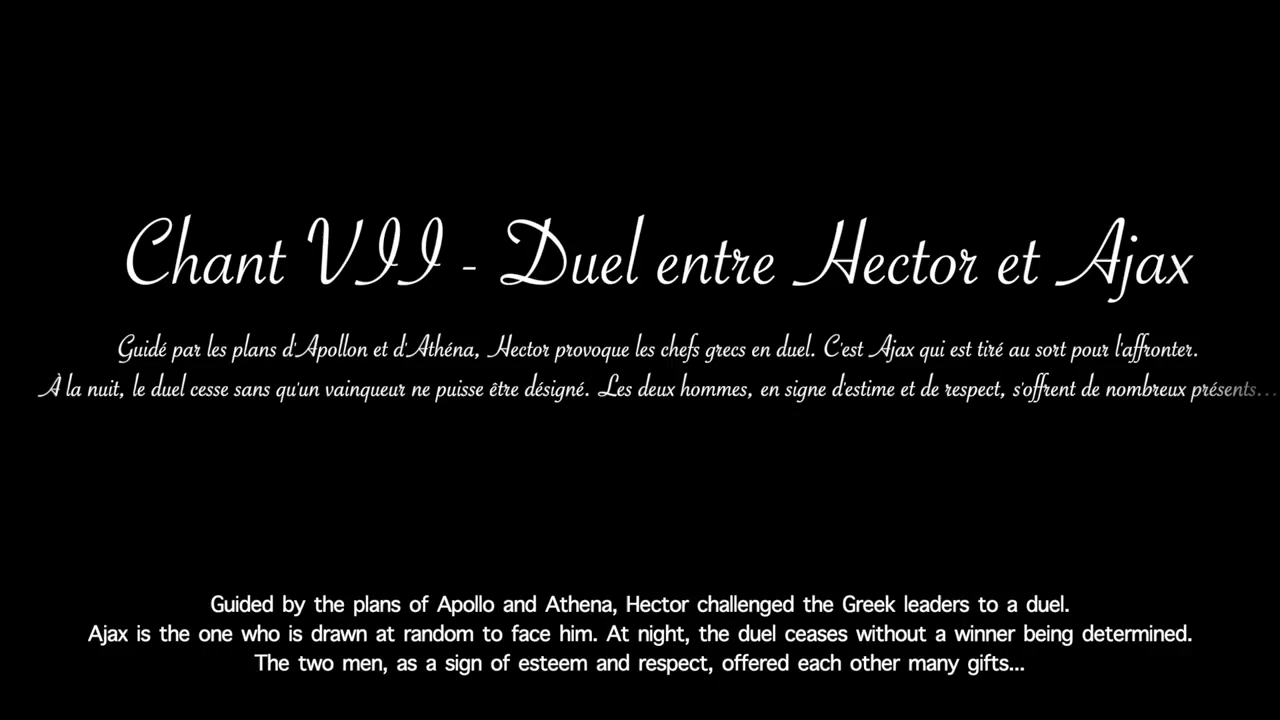 Chant VII - Duel entre Hector et Ajax
Guidé par les plans d'Apollon et d'Athéna, Hector provoque les chefs grecs en duel. C'est Ajax qui est tiré au sort pour l'affronter.
À la nuit, le duel cesse sans qu'un vainqueur ne puisse être désigné. Les deux hommes, en signe d'estime et de respect, s'offrent de nombreux présents...
Guided by the plans of Apollo and Athena, Hector challenged the Greek leaders to a duel.
Ajax is the one who is drawn at random to face him. At night, the duel ceases without a winner being determined.
The two men, as a sign of esteem and respect, offered each other many gifts...